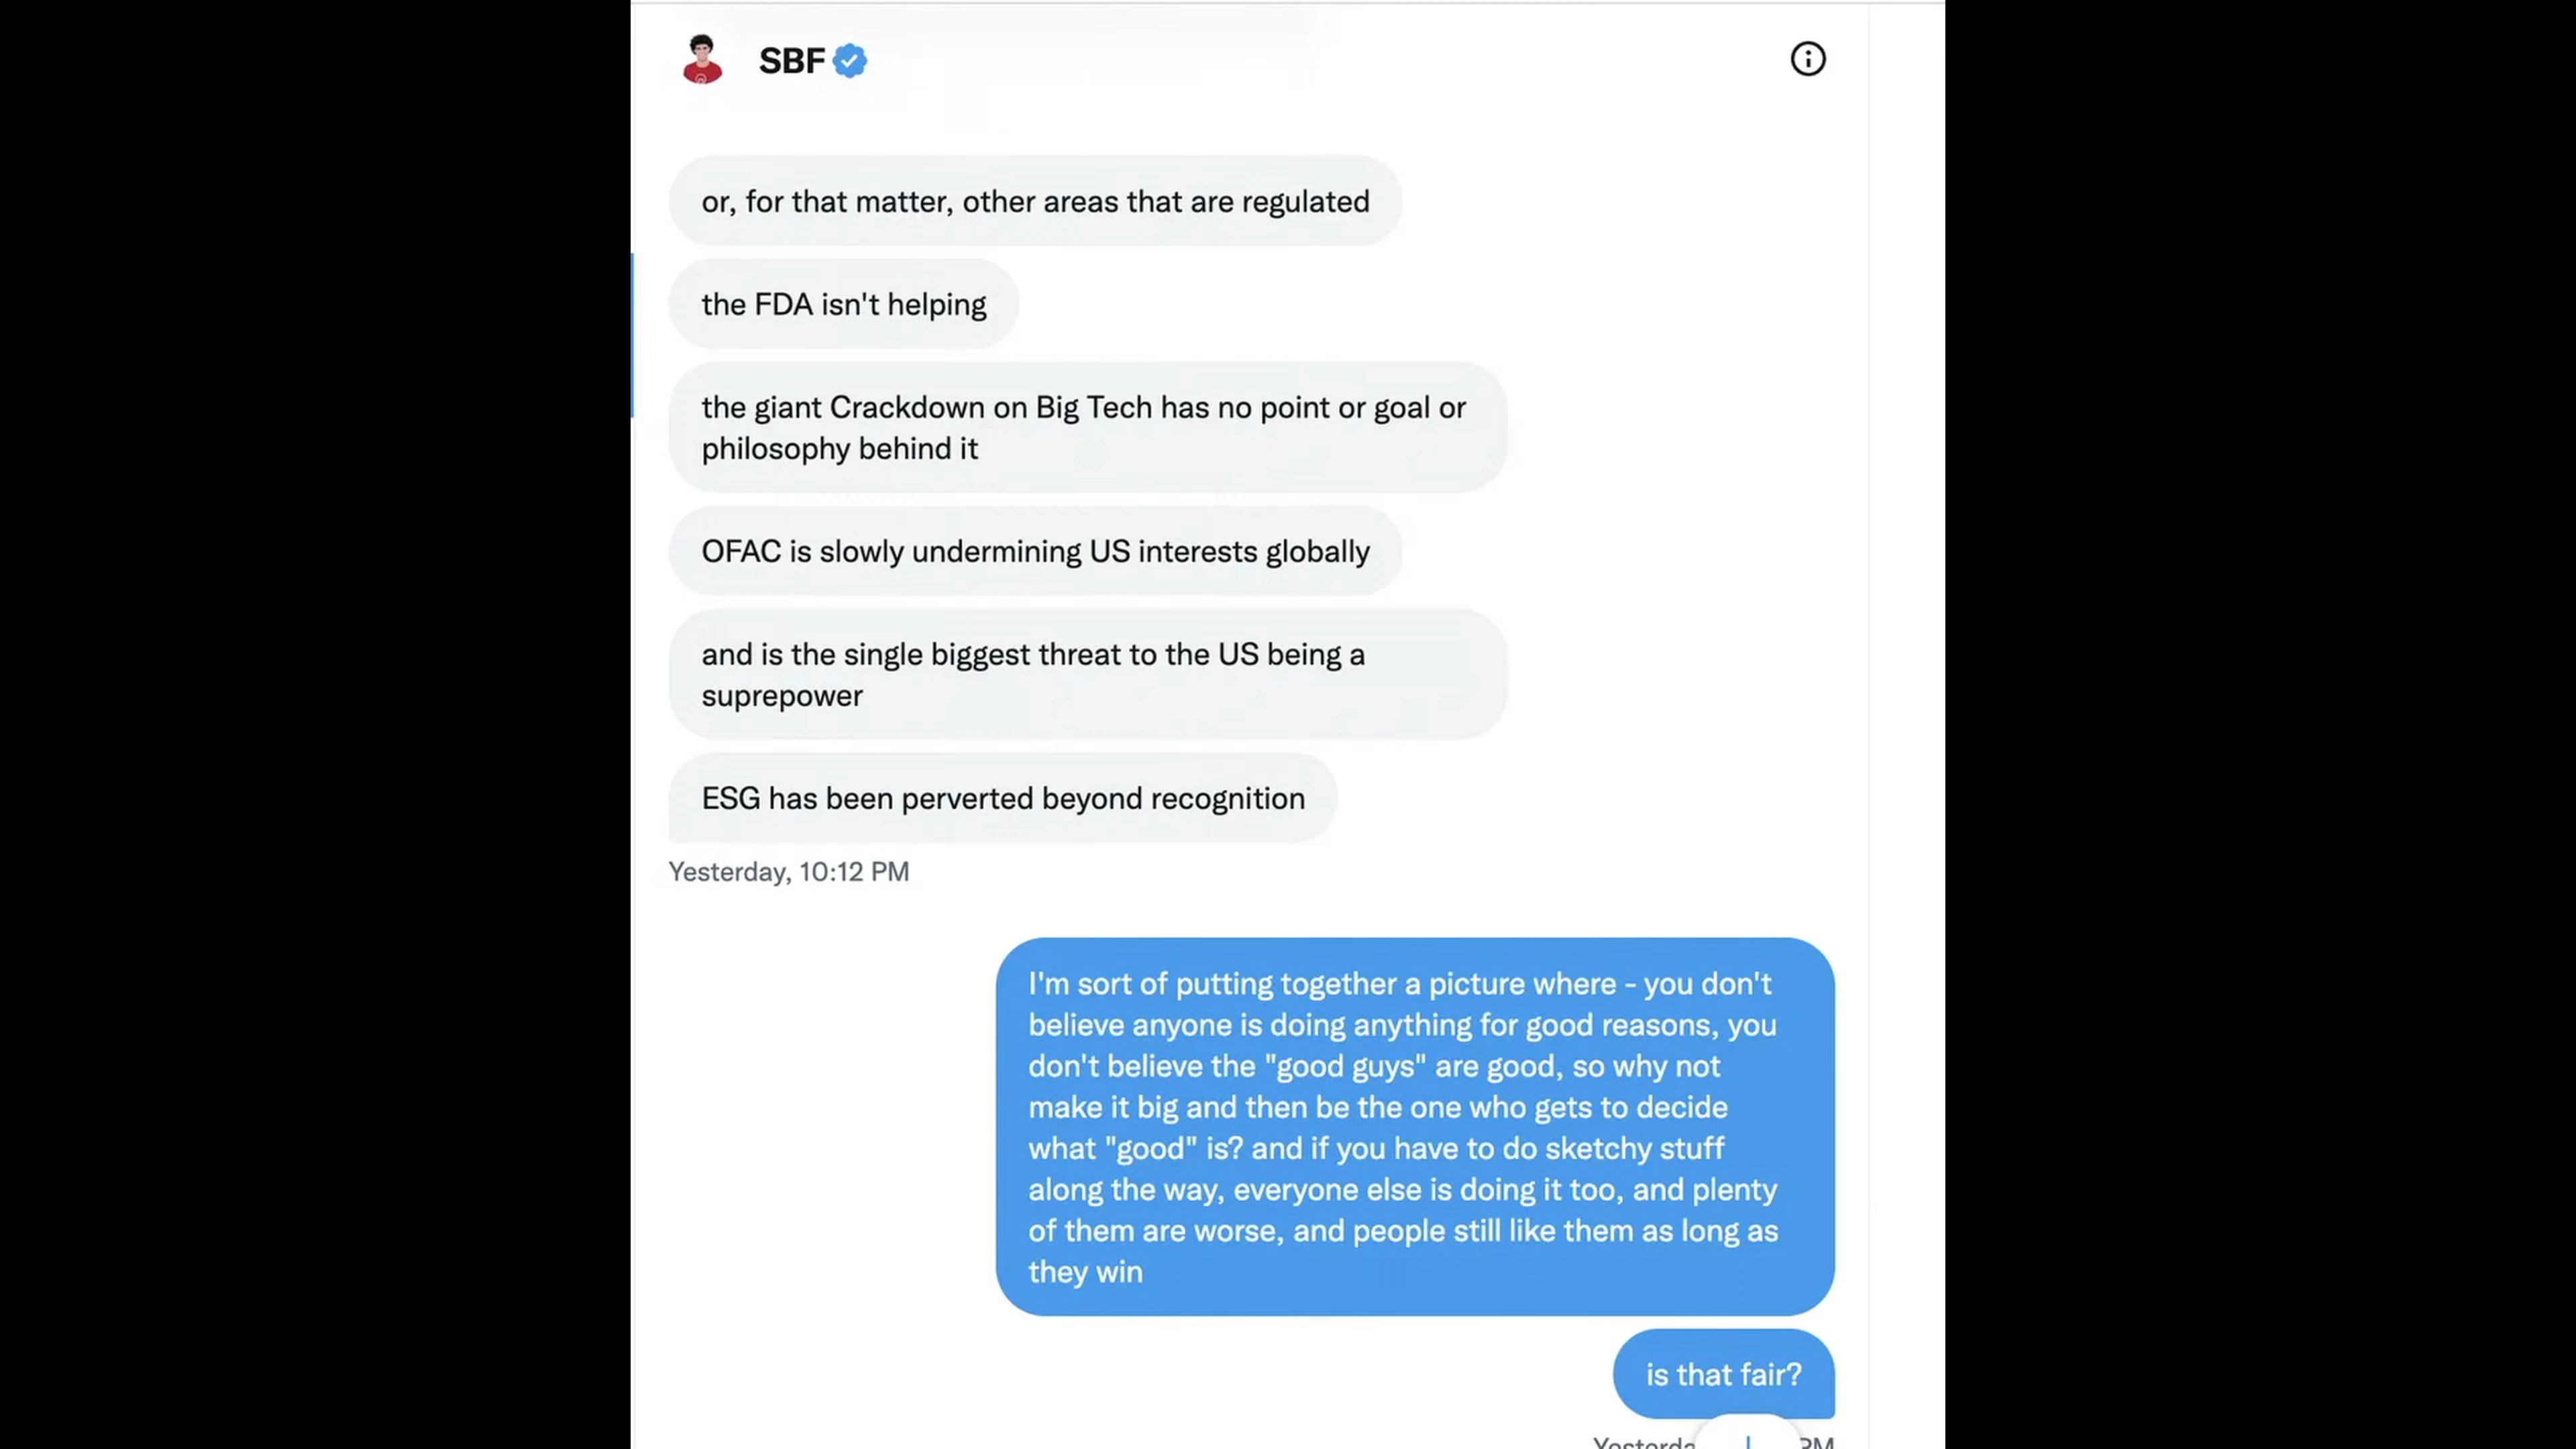 SBF
or, for that matter, other areas that are regulated
the FDA isn't helping
the giant Crackdown on Big Tech has no point or goal or
philosophy behind it
OFAC is slowly undermining US interests globally
and is the single biggest threat to the US being a
suprepower
ESG has been perverted beyond recognition
Yesterday, 10:12 PM
I'm sort of putting together a picture where - you don't
believe anyone is doing anything for good reasons, you
don't believe the "good guys" are good, so why not
make it big and then be the one who gets to decide
what "good" is? and if you have to do sketchy stuff
along the way, everyone else is doing it too, and plenty
of them are worse, and people still like them as long as
they win
is that fair?
PM